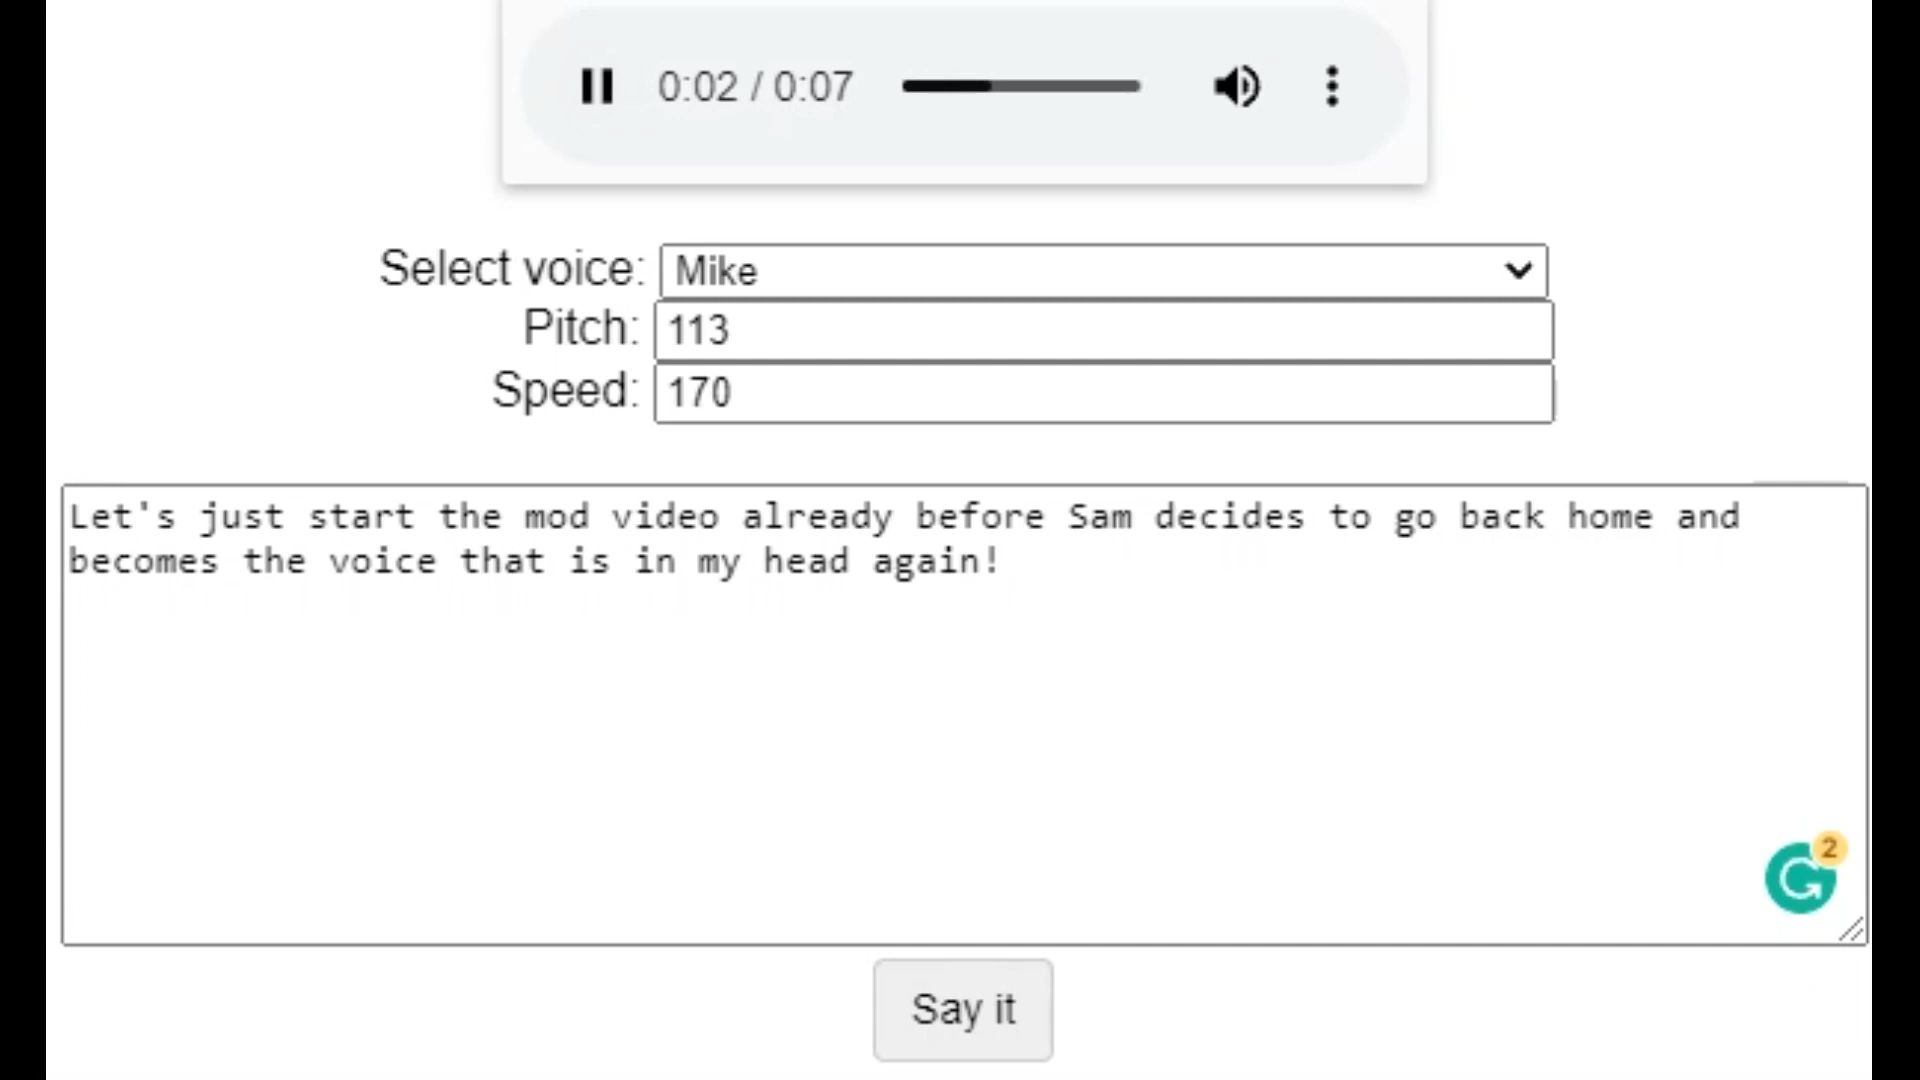 0:02 / 0:07
Select voice: Mike
Pitch: 113
Speed: 170
Let's just start the mod video already before Sam decides to go back home and
becomes the voice that is in my head again!
2
Say it